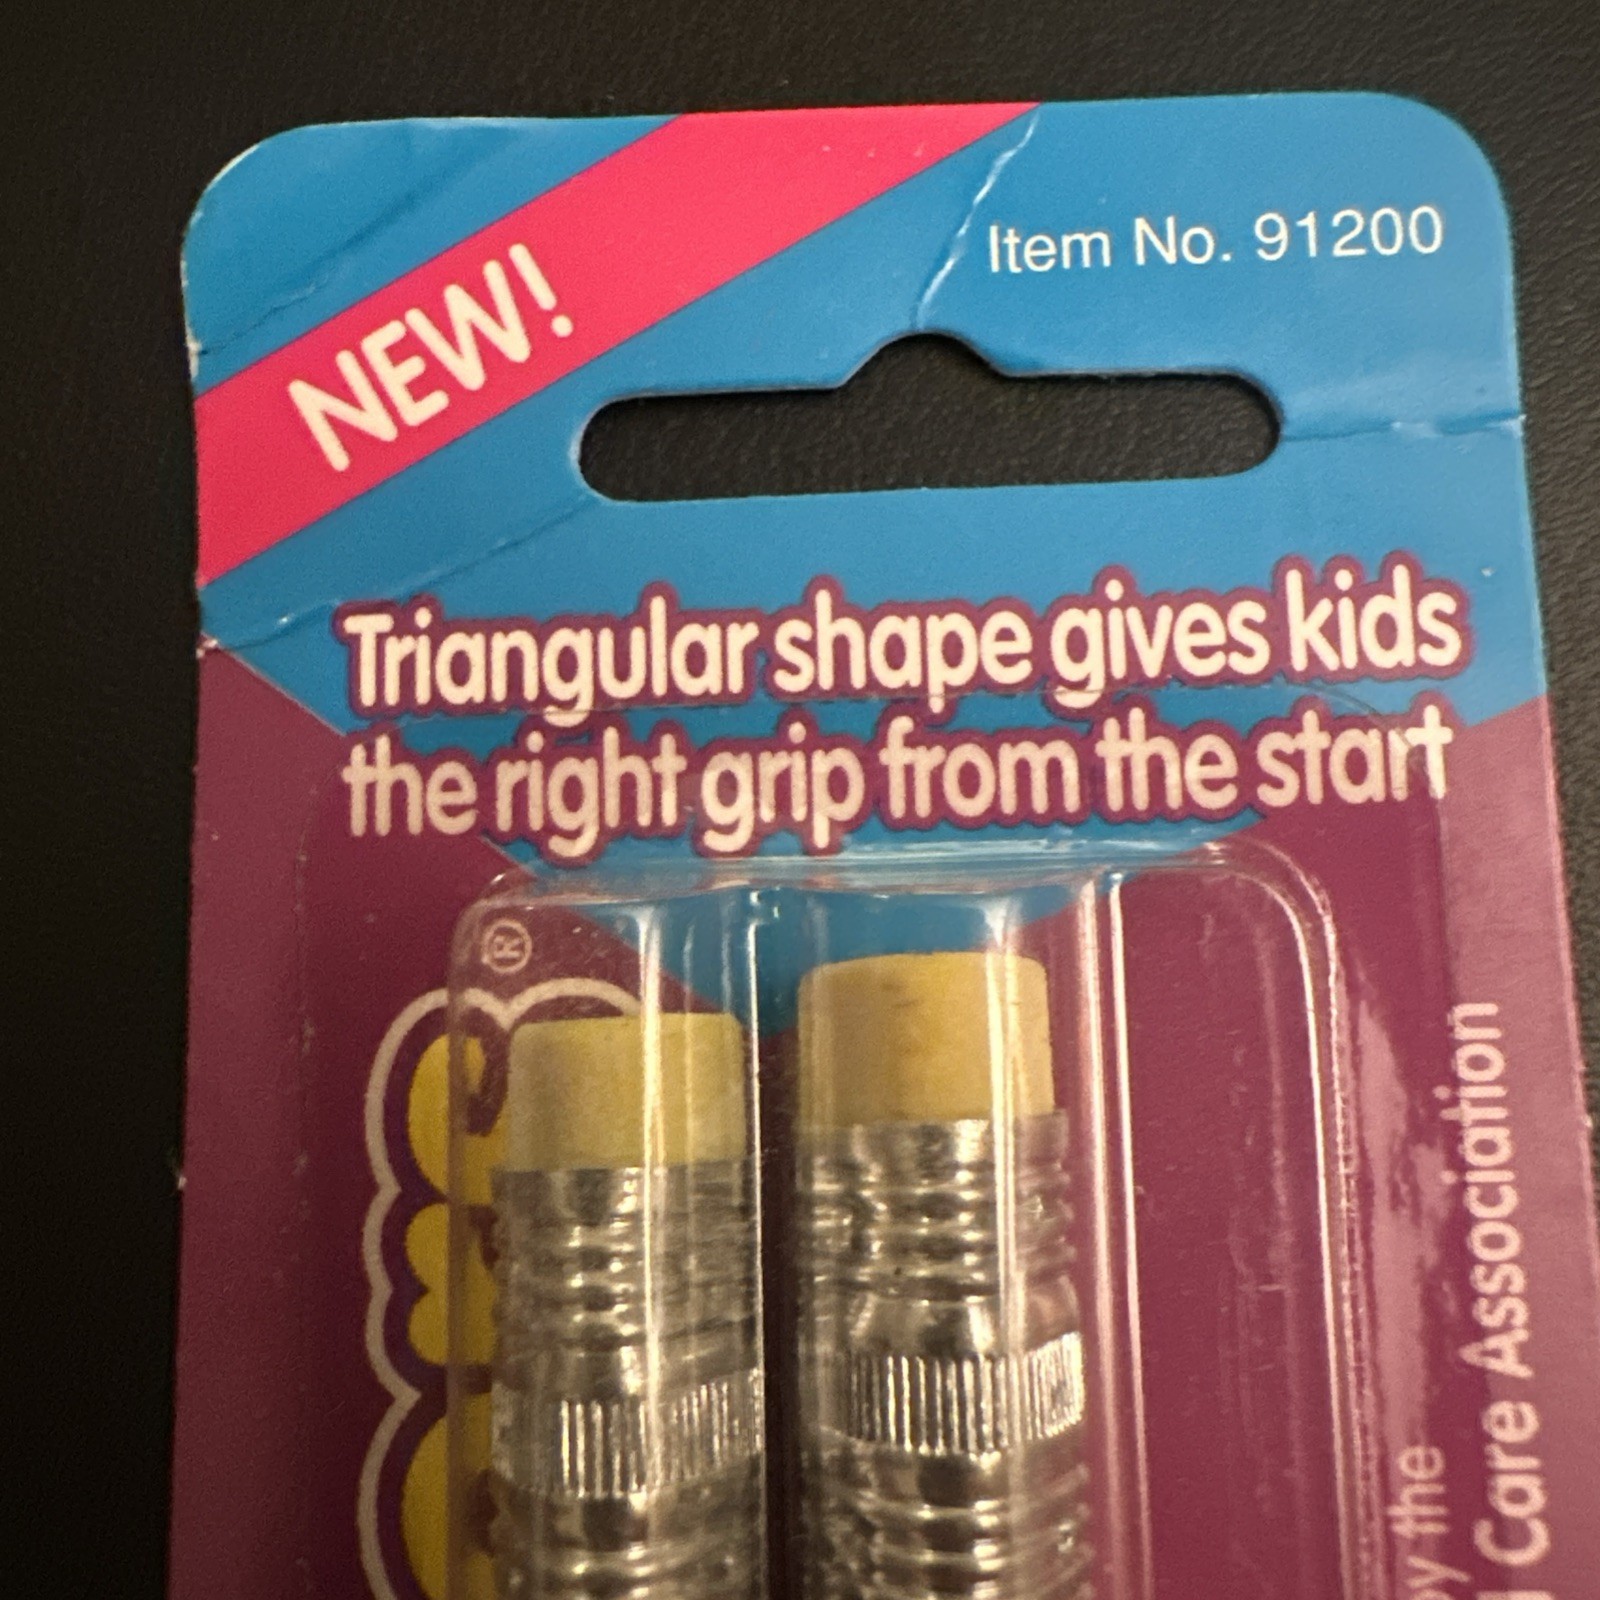 NEW!
Item No. 91200
Triangular shape gives kids
the right grip from the start
®
by the
Care Association